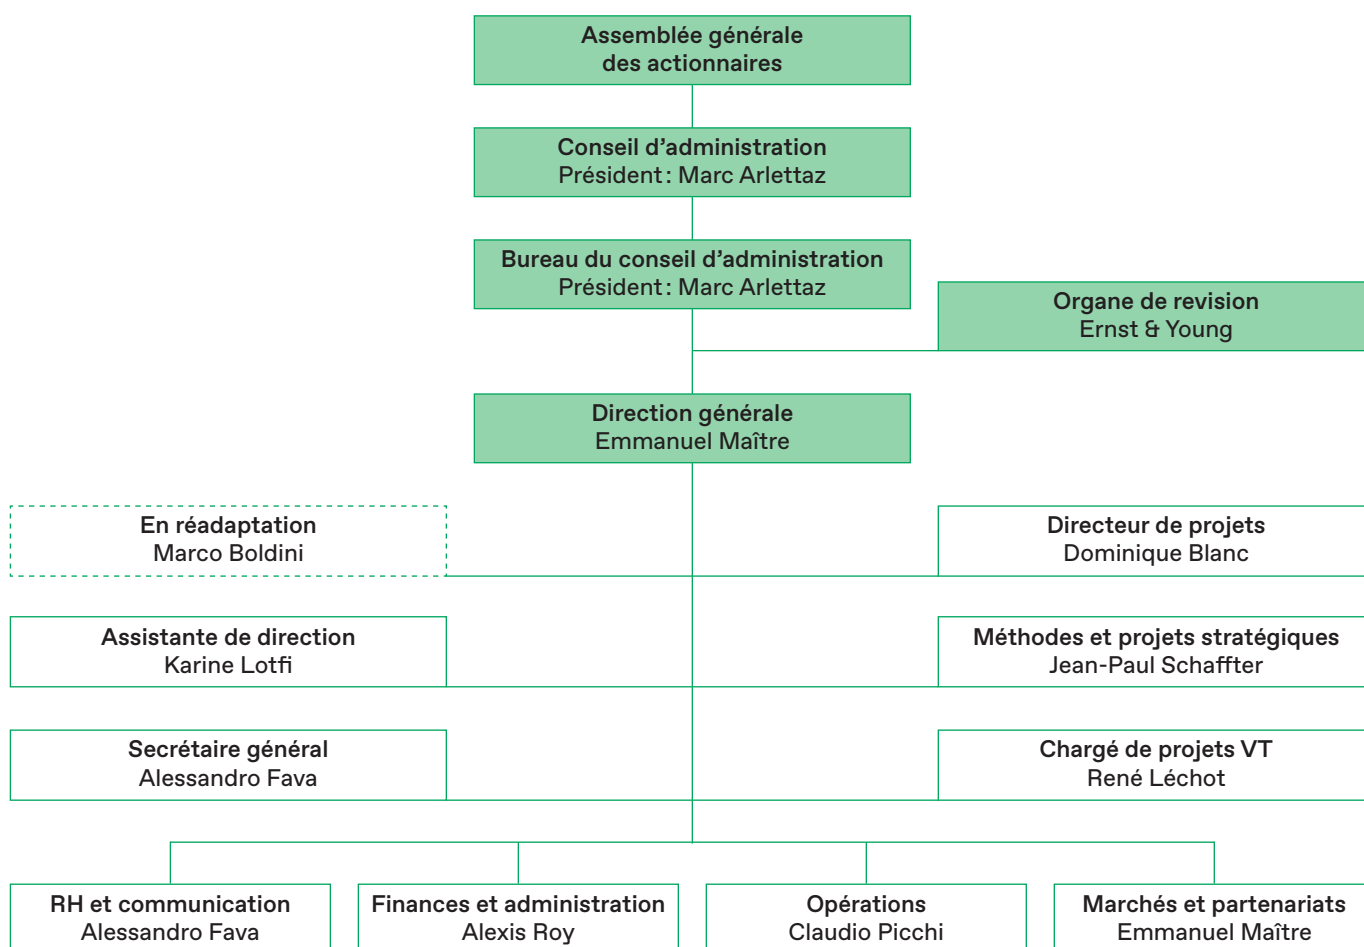 Assemblée générale
des actionnaires
Conseil d’administration
Président : Marc Arlettaz
Bureau du conseil d’administration
Président : Marc Arlettaz
Organe de revision
Ernst & Young
Direction générale
Emmanuel Maître
En réadaptation
Marco Boldini
Directeur de projets
Dominique Blanc
Assistante de direction
Karine Lotfi
Méthodes et projets stratégiques
Jean-Paul Schaffter
Secrétaire général
Alessandro Fava
Chargé de projets VT
René Léchot
RH et communication
Alessandro Fava
Finances et administration
Alexis Roy
Opérations
Claudio Picchi
Marchés et partenariats
Emmanuel Maître